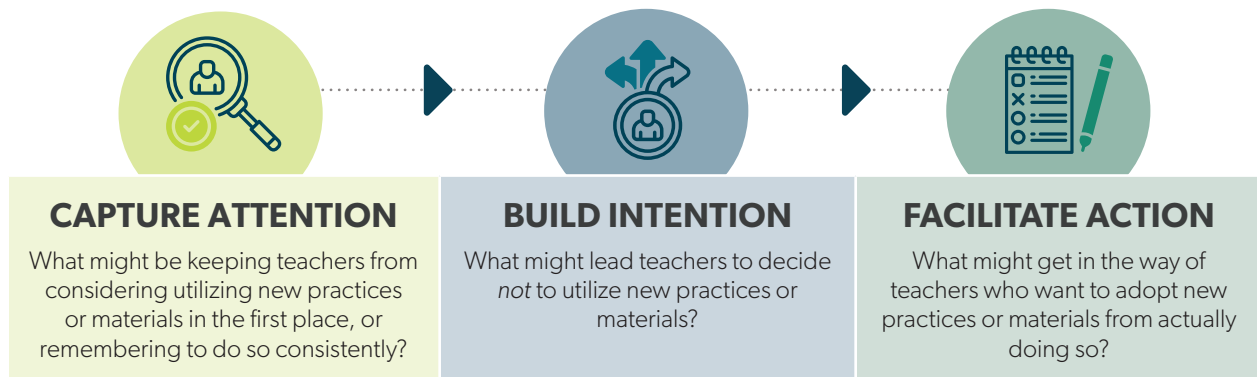 CAPTURE ATTENTION
What might be keeping teachers from
considering utilizing new practices
or materials in the first place, or
remembering to do so consistently?
BUILD INTENTION
What might lead teachers to decide
not to utilize new practices or
materials?
FACILITATE ACTION
What might get in the way of
teachers who want to adopt new
practices or materials from actually
doing so?